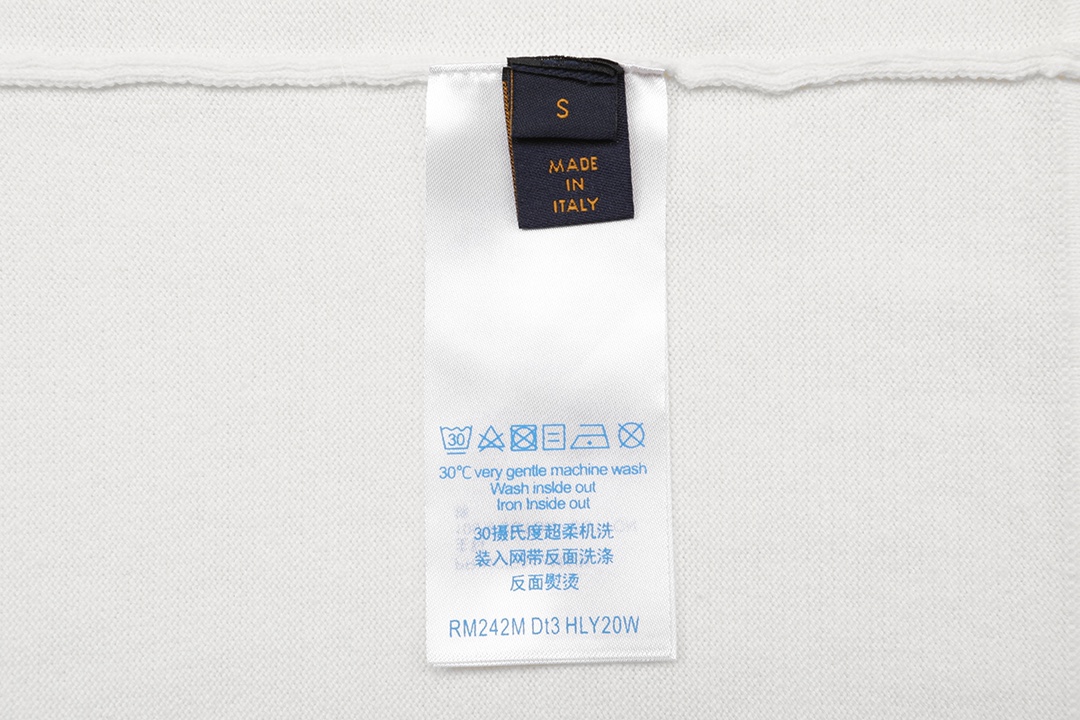 S
MADE
IN
ITALY
30
30℃ very gentle machine wash
Wash inside out
Iron Inside out
30摄氏度超柔机洗
装入网带反面洗涤
反面熨烫
RM242M Dt3 HLY20W